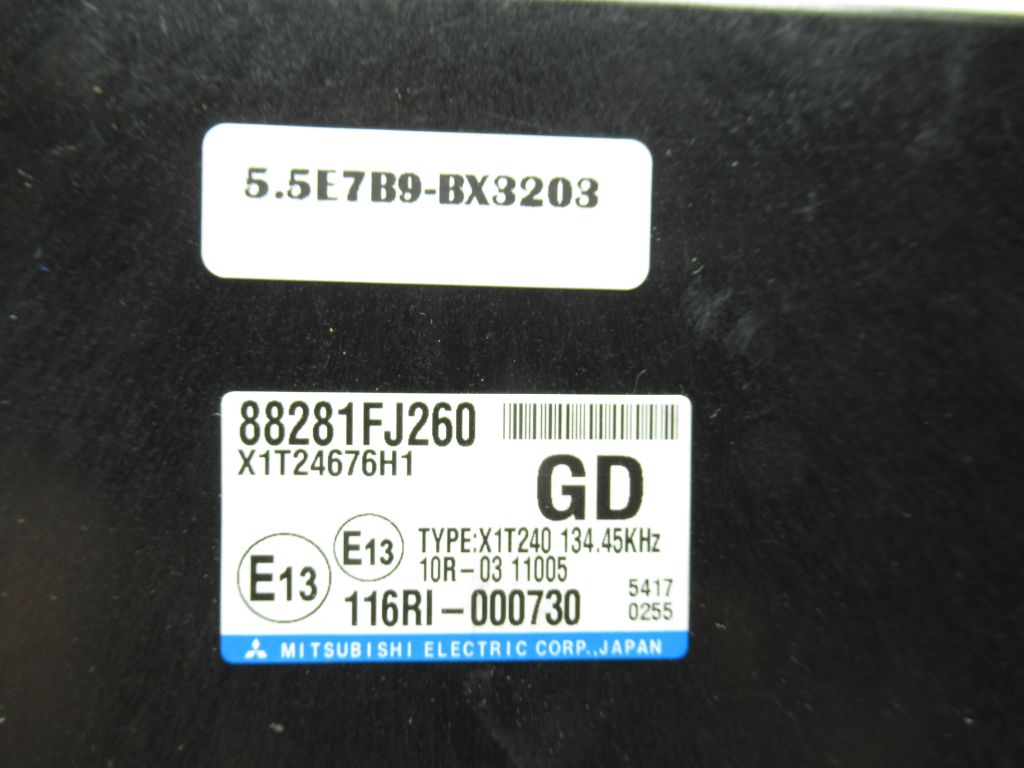 5.5E7B9-BX3203
88281FJ260
X1T24676H1
GD
E13
E13
TYPE:X1T240 134.45KHz
10R-03 11005
116RI-000730
5417
0255
MITSUBISHI ELECTRIC CORP.,JAPAN